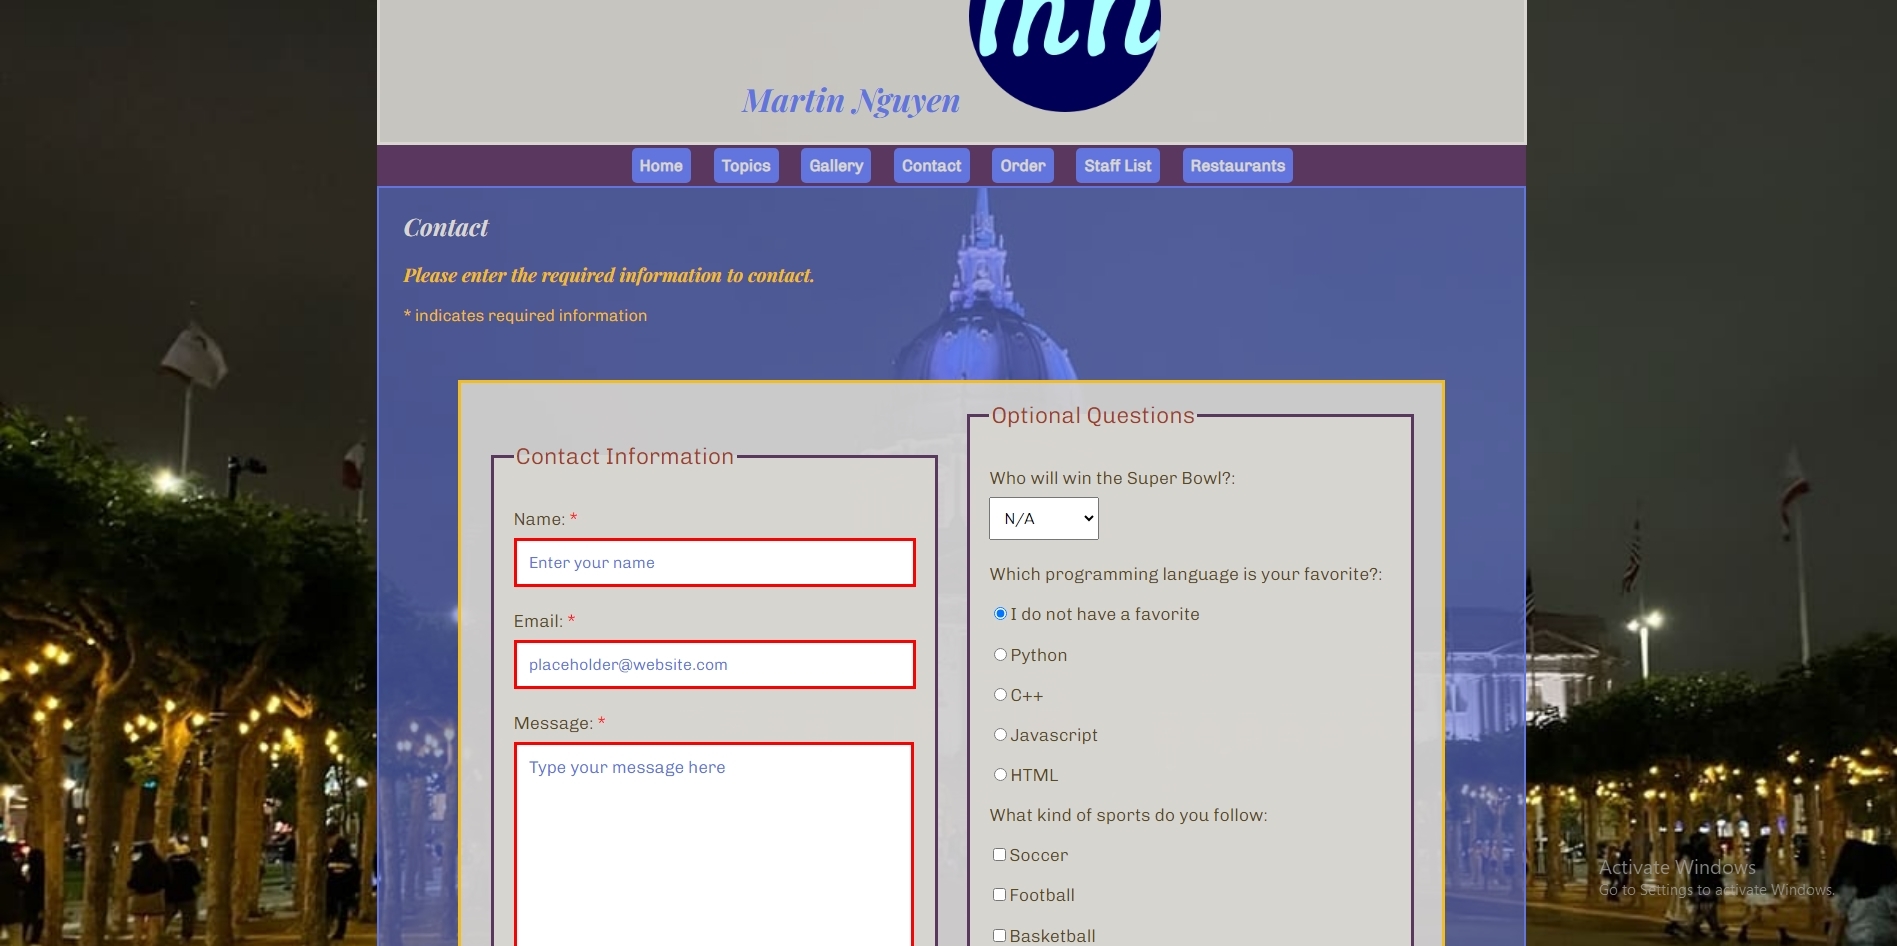 mn
Martin Nguyen
Home Topics Gallery Contact Order Staff List Restaurants
Contact
Please enter the required information to contact.
* indicates required information
Contact Information
Name: *
Enter your name
Email: *
placeholder@website.com
Message: *
Type your message here
Optional Questions
Who will win the Super Bowl?:
N/A
Which programming language is your favorite?:
I do not have a favorite
Python
C++
Javascript
HTML
What kind of sports do you follow:
Soccer
Football
Basketball
Activate Windows
Go to Settings to activate Windows.